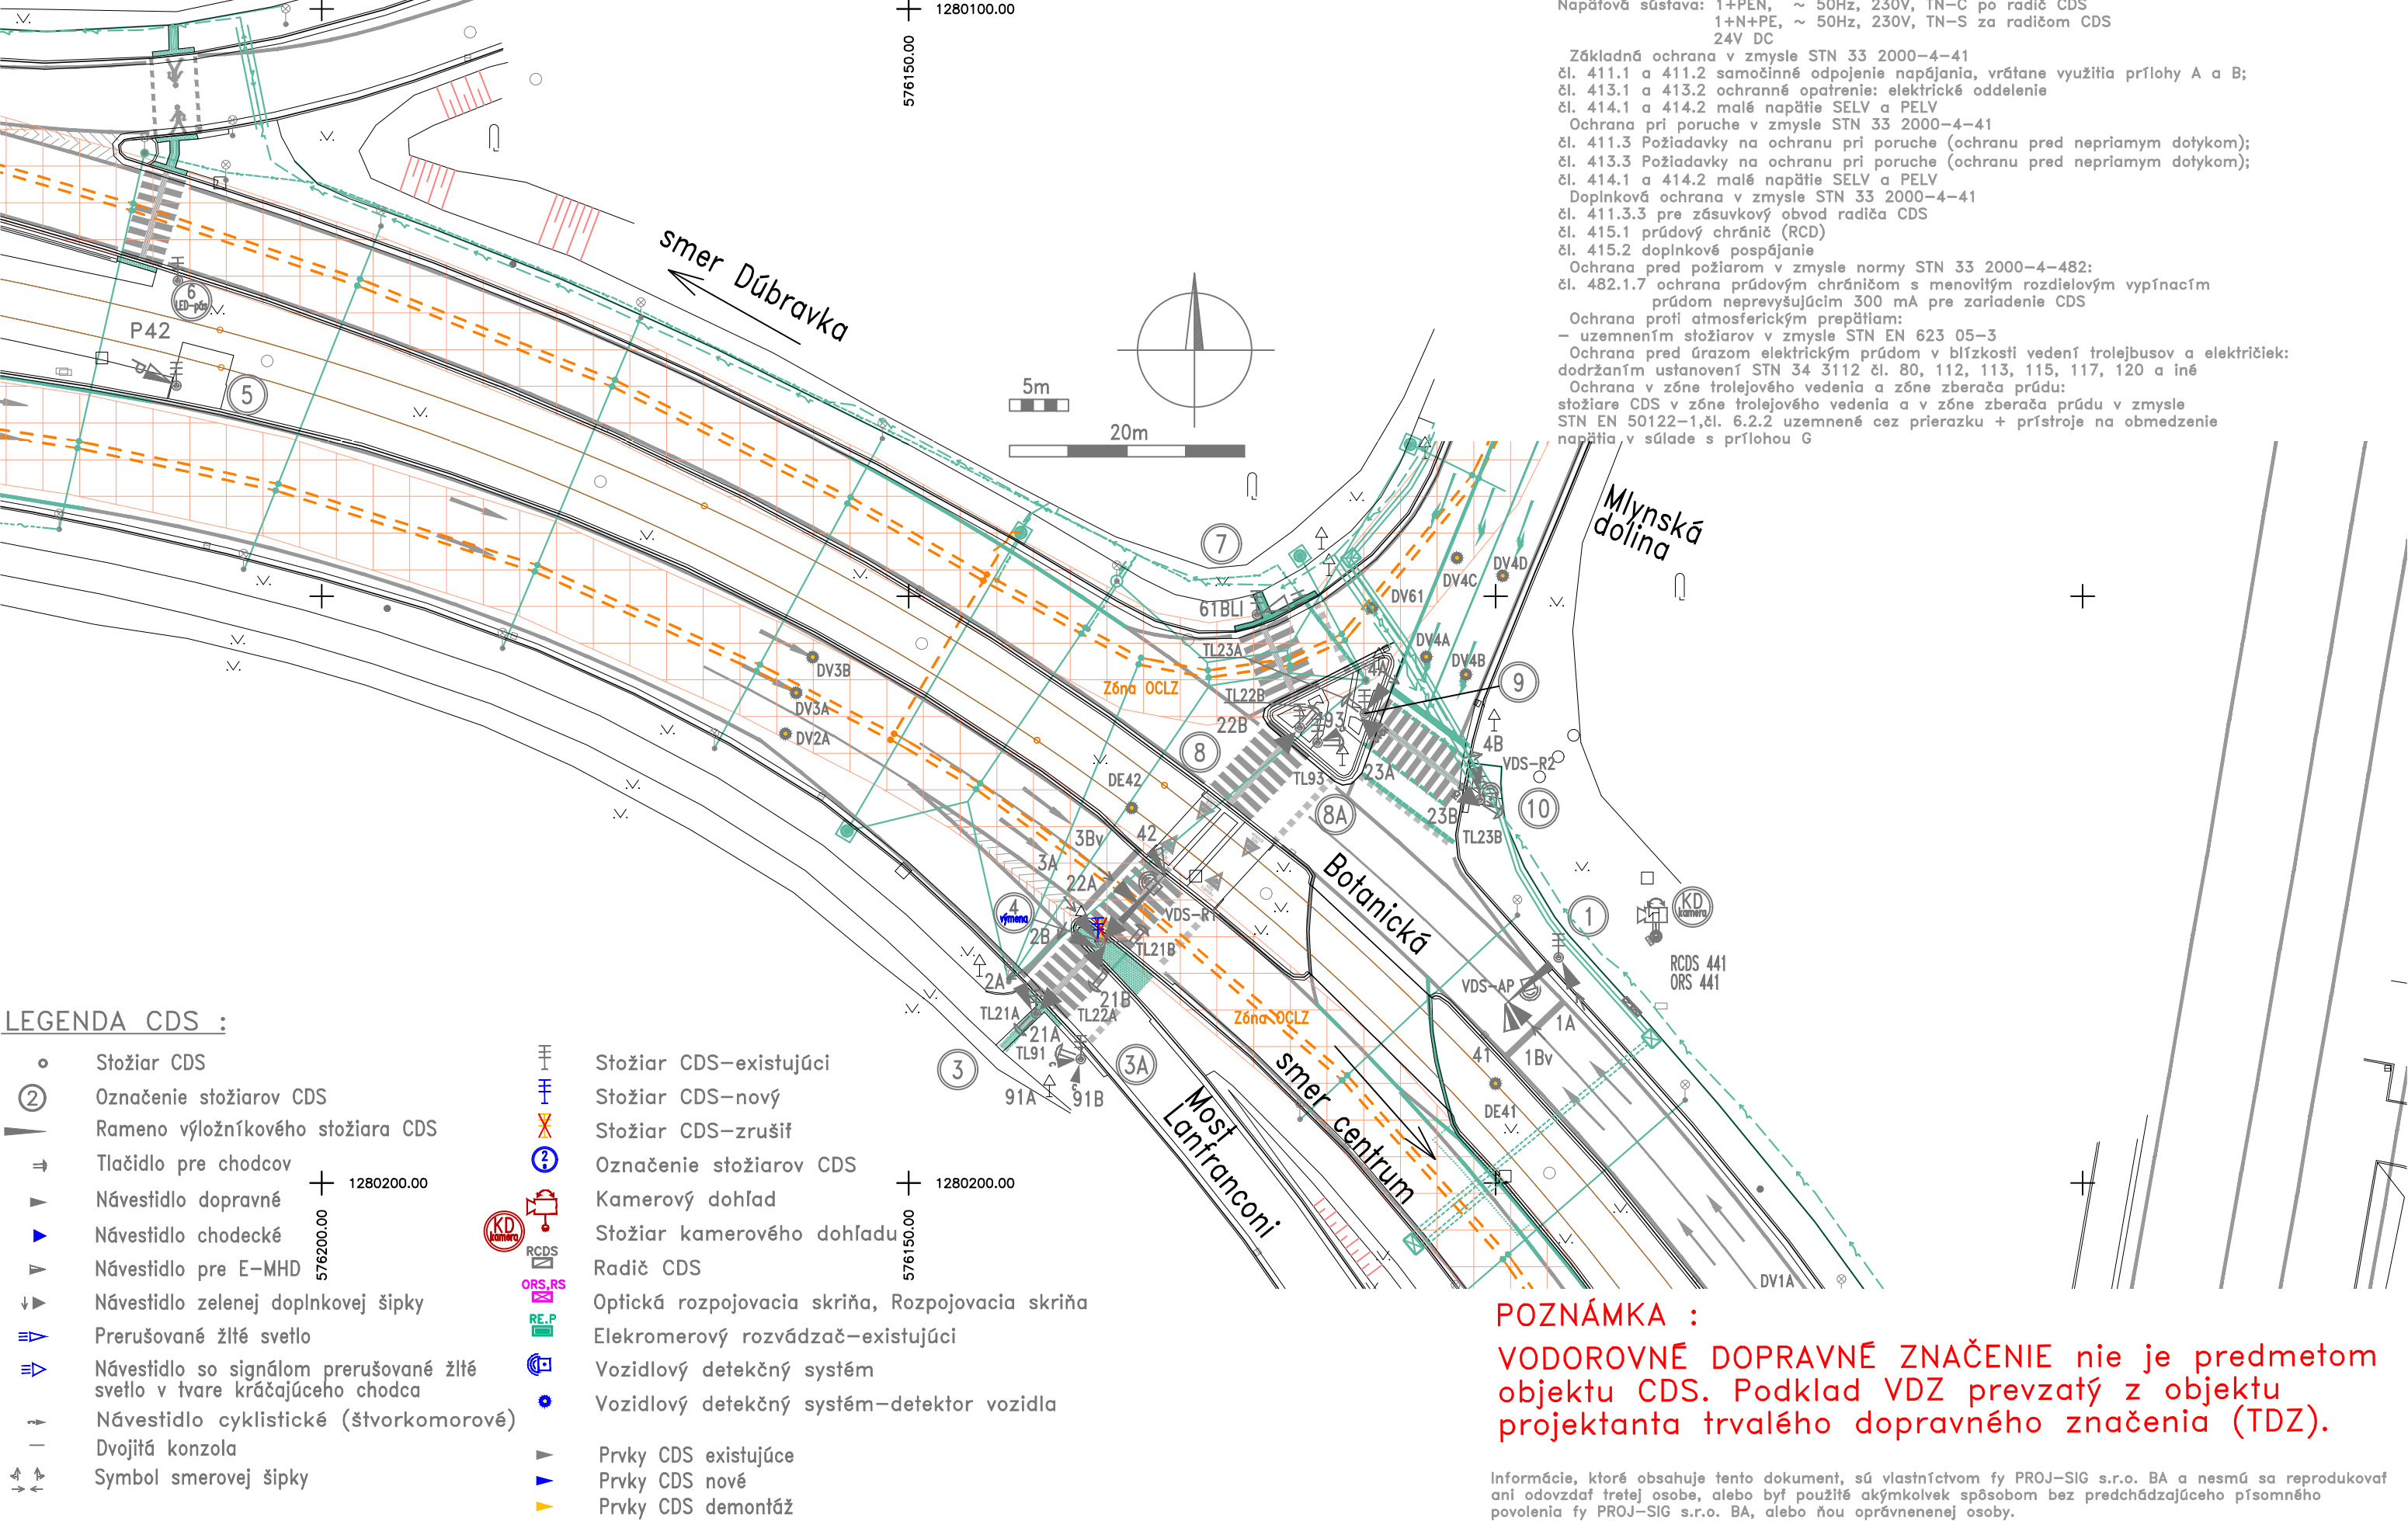 1280100.00
576150.00
Napäťová sústava: 1+PEN, ~ 50Hz, 230V, TN-C po radič CDS
1+N+PE, ~ 50Hz, 230V, TN-S za radičom CDS
24V DC
Základná ochrana v zmysle STN 33 2000-4-41
čl. 411.1 a 411.2 samočinné odpojenie napájania, vrátane využitia prílohy A a B;
čl. 413.1 a 413.2 ochranné opatrenie: elektrické oddelenie
čl. 414.1 a 414.2 malé napätie SELV a PELV
Ochrana pri poruche v zmysle STN 33 2000-4-41
čl. 411.3 Požiadavky na ochranu pri poruche (ochranu pred nepriamym dotykom);
čl. 413.3 Požiadavky na ochranu pri poruche (ochranu pred nepriamym dotykom);
čl. 414.1 a 414.2 malé napätie SELV a PELV
Doplnková ochrana v zmysle STN 33 2000-4-41
čl. 411.3.3 pre zásuvkový obvod radiča CDS
čl. 415.1 prúdový chránič (RCD)
čl. 415.2 doplnkové pospájanie
Ochrana pred požiarom v zmysle normy STN 33 2000-4-482:
čl. 482.1.7 ochrana prúdovým chráničom s menovitým rozdielovým vypínacím
prúdom neprevyšujúcim 300 mA pre zariadenie CDS
Ochrana proti atmosferickým prepätiam:
- uzemnením stožiarov v zmysle STN EN 623 05-3
Ochrana pred úrazom elektrickým prúdom v blízkosti vedení trolejbusov a električiek:
dodržaním ustanovení STN 34 3112 čl. 80, 112, 113, 115, 117, 120 a iné
Ochrana v zóne trolejového vedenia a zóne zberača prúdu:
stožiare CDS v zóne trolejového vedenia a v zóne zberača prúdu v zmysle
STN EN 50122-1,čl. 6.2.2 uzemnené cez prierazku + prístroje na obmedzenie
napätia v súlade s prílohou G
smer Dúbravka
6
LED-pás
P42
5
5m
20m
Mlynská
dolina
7
61BLI
DV61
DV4C
DV4D
DV4A
DV4B
TL23A
4A
TL22B
22B
93
9
8
TL93
23A
4B
VDS-R2
8A
23B
10
TL23B
Zóna OCLZ
DV3B
DV3A
DV2A
DE42
3Bv
42
3A
22A
4
výmena
2B
VDS-R1
TL21B
2A
21B
TL21A
TL22A
21A
TL91
3
3A
91A
91B
Botanická
Zóna OCLZ
smer centrum
Most
Lanfranconi
1
KD
kamera
RCDS 441
ORS 441
VDS-AP
1A
1Bv
41
DE41
DV1A
LEGENDA CDS :
Stožiar CDS
2
Označenie stožiarov CDS
Rameno výložníkového stožiara CDS
Tlačidlo pre chodcov
Návestidlo dopravné
Návestidlo chodecké
Návestidlo pre E-MHD
Návestidlo zelenej doplnkovej šípky
Prerušované žlté svetlo
Návestidlo so signálom prerušované žlté
svetlo v tvare kráčajúceho chodca
Návestidlo cyklistické (štvorkomorové)
Dvojitá konzola
Symbol smerovej šípky
1280200.00
576200.00
1280200.00
576150.00
Stožiar CDS-existujúci
Stožiar CDS-nový
Stožiar CDS-zrušiť
2
Označenie stožiarov CDS
Kamerový dohľad
KD
kamera
Stožiar kamerového dohľadu
RCDS
Radič CDS
ORS,RS
Optická rozpojovacia skriňa, Rozpojovacia skriňa
RE.P
Elekromerový rozvádzač-existujúci
Vozidlový detekčný systém
Vozidlový detekčný systém-detektor vozidla
Prvky CDS existujúce
Prvky CDS nové
Prvky CDS demontáž
POZNÁMKA :
VODOROVNÉ DOPRAVNÉ ZNAČENIE nie je predmetom
objektu CDS. Podklad VDZ prevzatý z objektu
projektanta trvalého dopravného značenia (TDZ).
Informácie, ktoré obsahuje tento dokument, sú vlastníctvom fy PROJ-SIG s.r.o. BA a nesmú sa reprodukovať
ani odovzdať tretej osobe, alebo byť použité akýmkolvek spôsobom bez predchádzajúceho písomného
povolenia fy PROJ-SIG s.r.o. BA, alebo ňou oprávnenenej osoby.